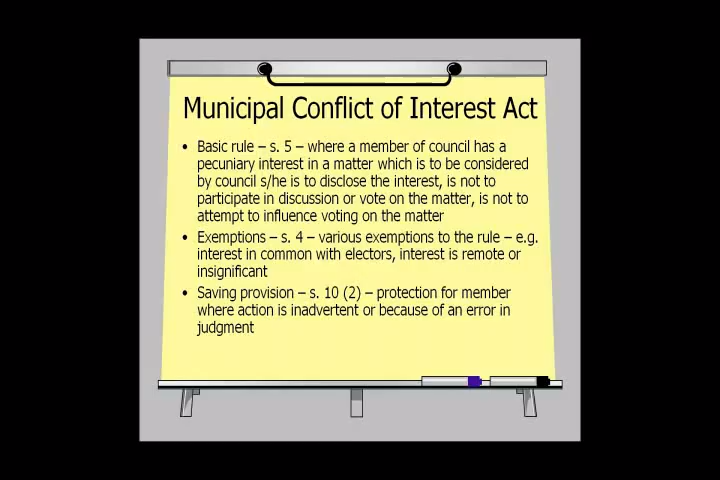 Municipal Conflict of Interest Act
• Basic rule – s. 5 – where a member of council has a
pecuniary interest in a matter which is to be considered
by council s/he is to disclose the interest, is not to
participate in discussion or vote on the matter, is not to
attempt to influence voting on the matter
• Exemptions – s. 4 – various exemptions to the rule – e.g.
interest in common with electors, interest is remote or
insignificant
• Saving provision – s. 10 (2) – protection for member
where action is inadvertent or because of an error in
judgment